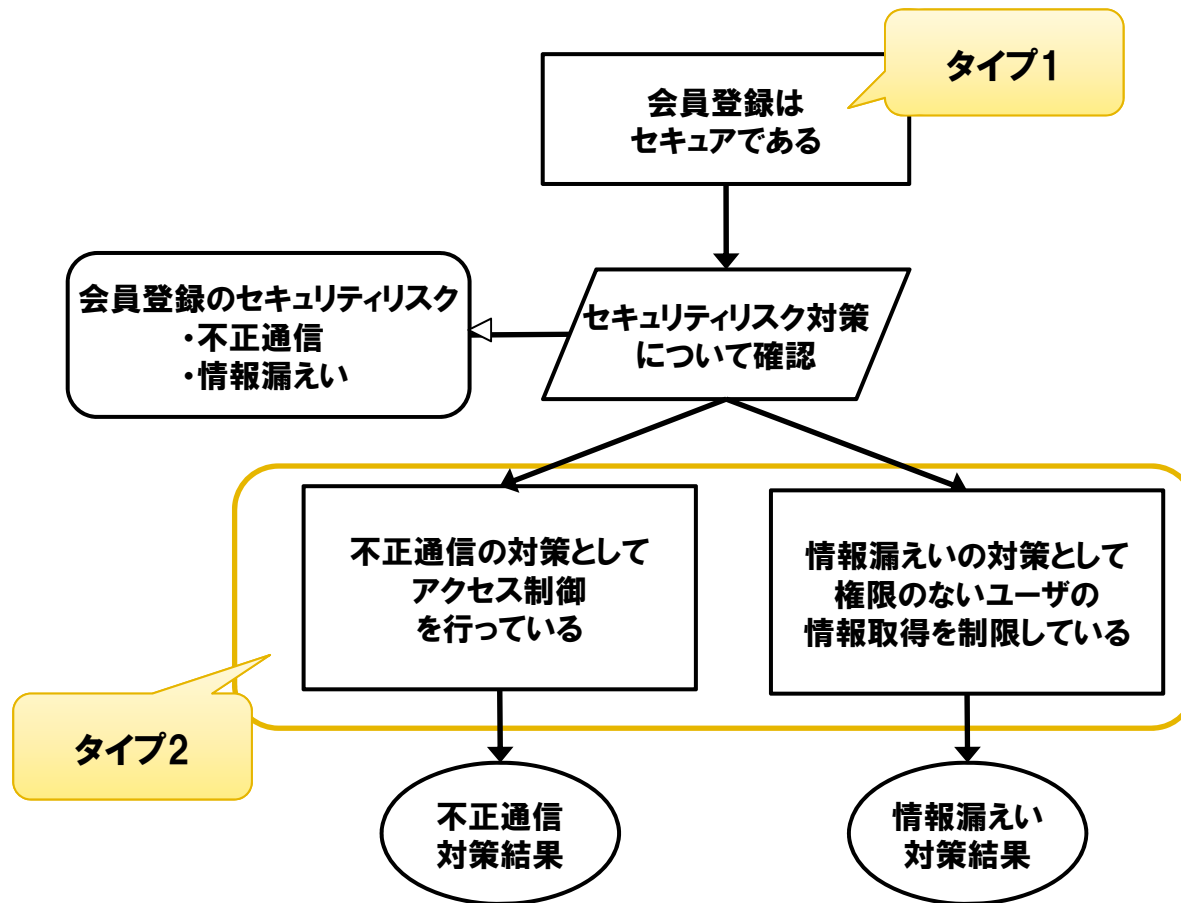 タイプ1
会員登録は
セキュアである
会員登録のセキュリティリスク
・不正通信
・情報漏えい
セキュリティリスク対策
について確認
不正通信の対策として
アクセス制御
を行っている
情報漏えいの対策として
権限のないユーザの
情報取得を制限している
タイプ2
不正通信
対策結果
情報漏えい
対策結果